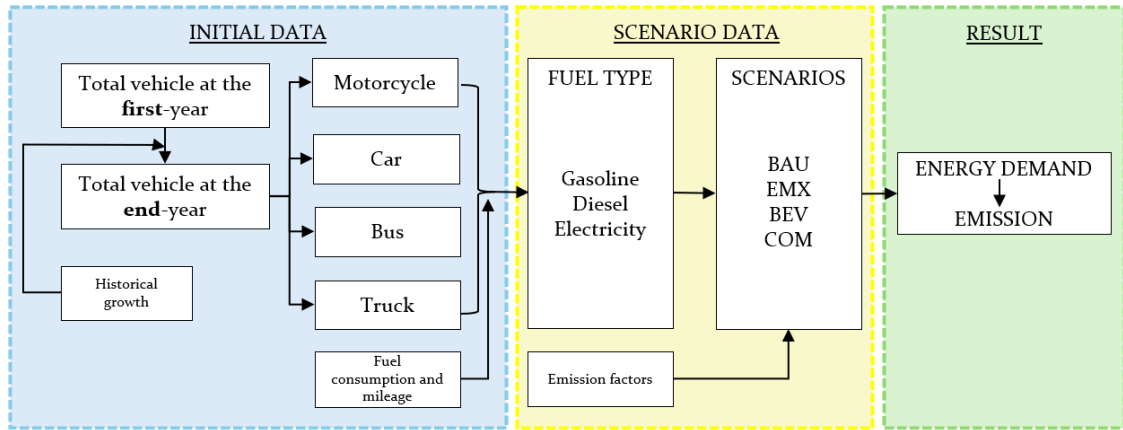 INITIAL DATA
Total vehicle at the
first-year
Total vehicle at the
end-year
Historical
growth
Motorcycle
Car
Bus
Truck
Fuel
consumption and
mileage
SCENARIO DATA
FUEL TYPE
Gasoline
Diesel
Electricity
Emission factors
SCENARIOS
BAU
EMX
BEV
COM
RESULT
ENERGY DEMAND
EMISSION